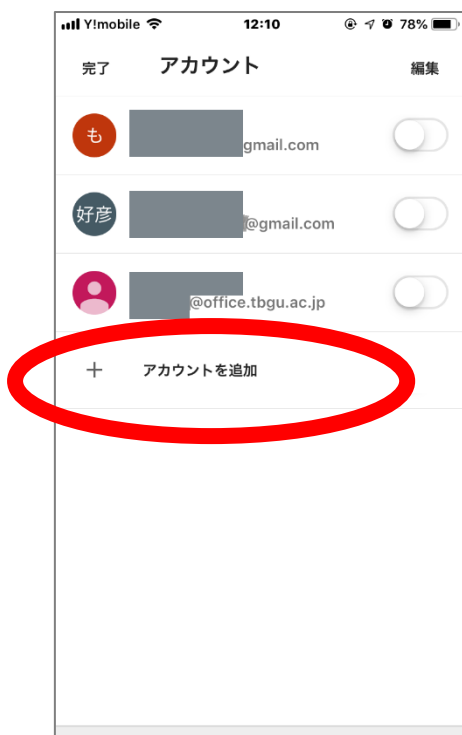 Y!mobile 12:10 78%
完了 アカウント 編集
も gmail.com
好彦 @gmail.com
@office.tbgu.ac.jp
+ アカウントを追加